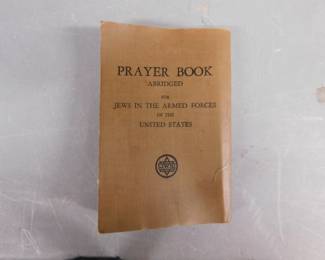 PRAYER BOOK
ABRIDGED
FOR
JEWS IN THE ARMED FORCES
OF THE
UNITED STATES